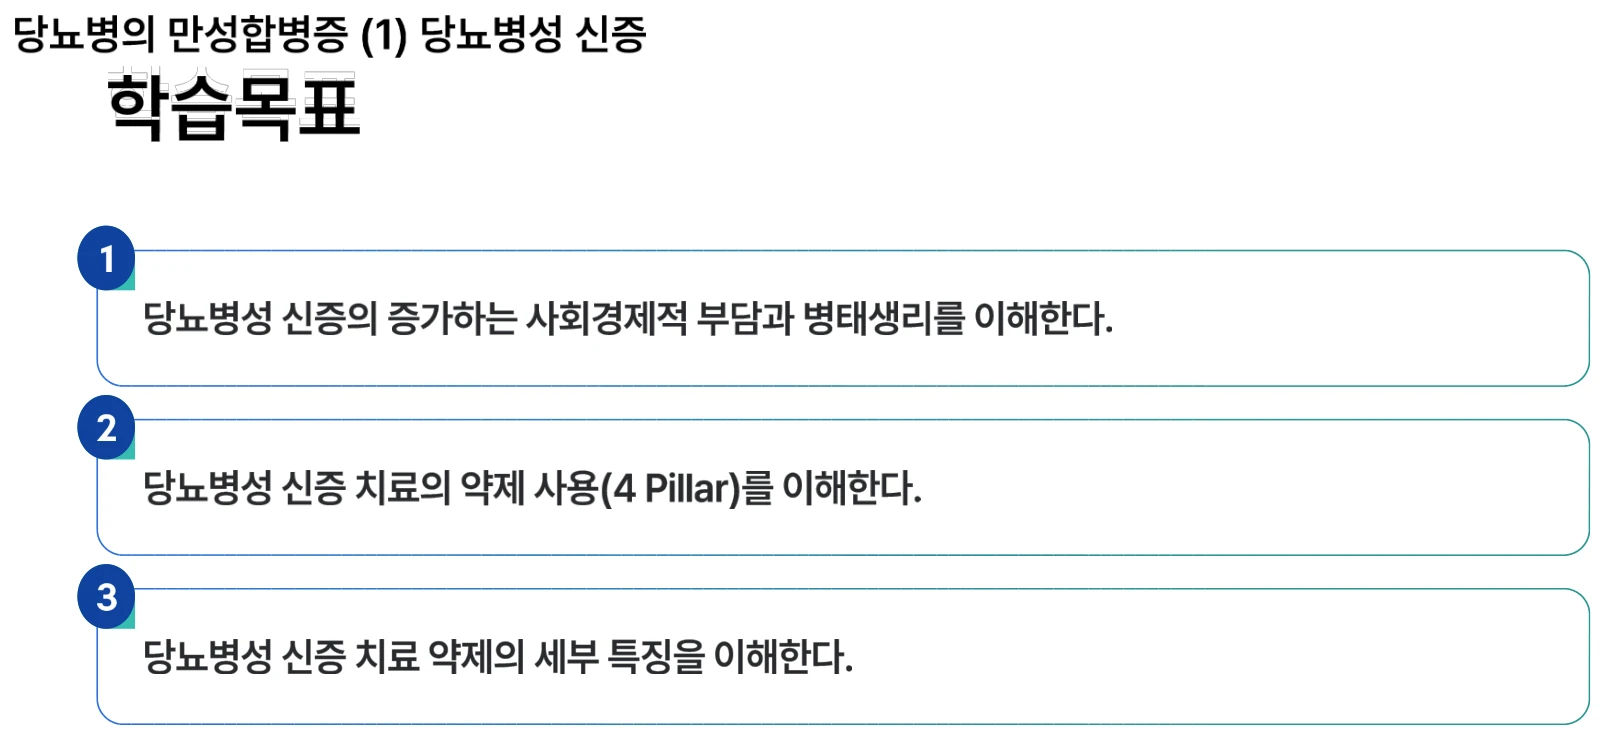 당뇨병의 만성합병증 (1) 당뇨병성 신증
학습목표
1
당뇨병성 신증의 증가하는 사회경제적 부담과 병태생리를 이해한다.
2
당뇨병성 신증 치료의 약제 사용(4 Pillar)를 이해한다.
3
당뇨병성 신증 치료 약제의 세부 특징을 이해한다.